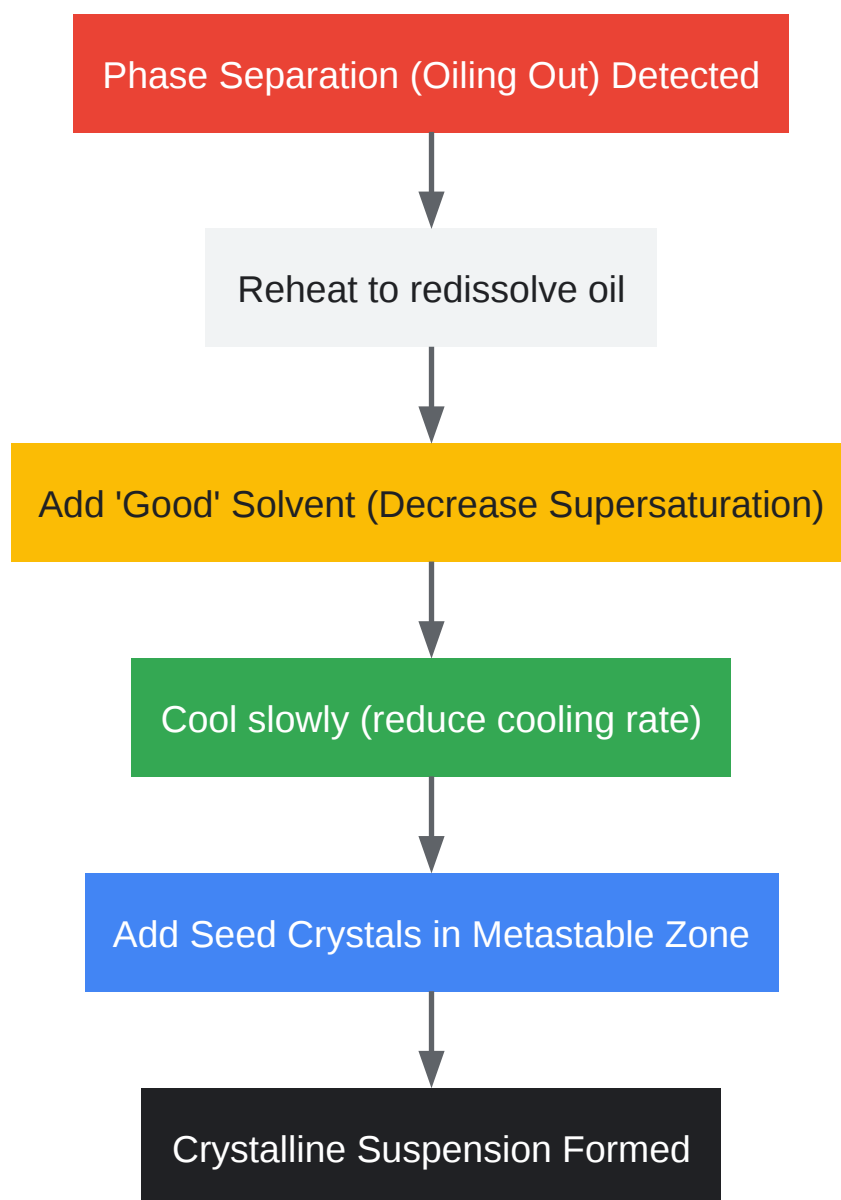 Phase Separation (Oiling Out) Detected
Reheat to redissolve oil
Add 'Good' Solvent (Decrease Supersaturation)
Cool slowly (reduce cooling rate)
Add Seed Crystals in Metastable Zone
Crystalline Suspension Formed